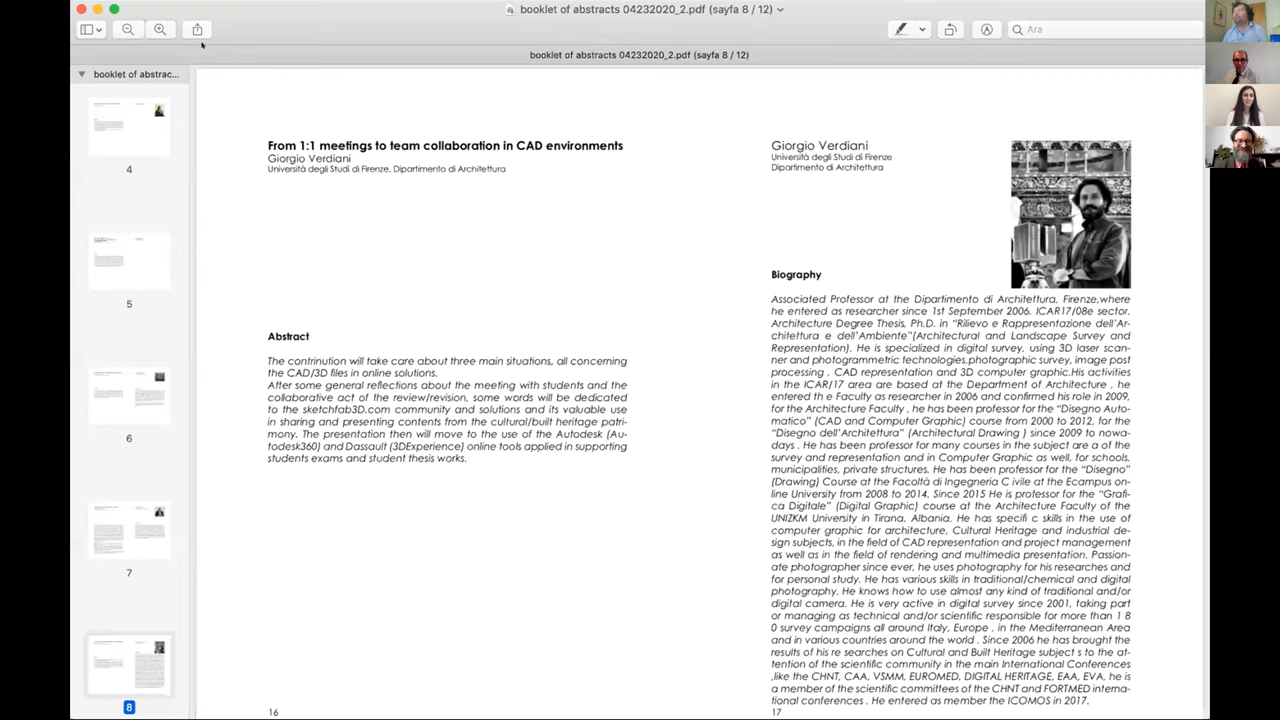 booklet of abstracts 04232020_2.pdf (sayfa 8 / 12)
Ara
booklet of abstracts 04232020_2.pdf (sayfa 8 / 12)
booklet of abstrac...
4
5
6
7
8
From 1:1 meetings to team collaboration in CAD environments
Giorgio Verdiani
Università degli Studi di Firenze, Dipartimento di Architettura
Abstract
The contrinution will take care about three main situations, all concerning
the CAD/3D files in online solutions.
After some general reflections about the meeting with students and the
collaborative act of the review/revision, some words will be dedicated
to the sketchfab3D.com community and solutions and its valuable use
in sharing and presenting contents from the cultural/built heritage patri-
mony. The presentation then will move to the use of the Autodesk (Au-
todesk360) and Dassault (3DExperience) online tools applied in supporting
students exams and student thesis works.
16
Giorgio Verdiani
Università degli Studi di Firenze
Dipartimento di Architettura
Biography
Associated Professor at the Dipartimento di Architettura, Firenze,where
he entered as researcher since 1st September 2006. ICAR17/08e sector.
Architecture Degree Thesis, Ph.D. in “Rilievo e Rappresentazione dell’Ar-
chitettura e dell’Ambiente”(Architectural and Landscape Survey and
Representation). He is specialized in digital survey, using 3D laser scan-
ner and photogrammetric technologies,photographic survey, image post
processing , CAD representation and 3D computer graphic.His activities
in the ICAR/17 area are based at the Department of Architecture , he
entered th e Faculty as researcher in 2006 and confirmed his role in 2009,
for the Architecture Faculty , he has been professor for the “Disegno Auto-
matico” (CAD and Computer Graphic) course from 2000 to 2012, for the
“Disegno dell’Architettura” (Architectural Drawing ) since 2009 to nowa-
days . He has been professor for many courses in the subject are a of the
survey and representation and in Computer Graphic as well, for schools,
municipalities, private structures. He has been professor for the “Disegno”
(Drawing) Course at the Facoltà di Ingegneria C ivile at the Ecampus on-
line University from 2008 to 2014. Since 2015 He is professor for the “Grafi-
ca Digitale” (Digital Graphic) course at the Architecture Faculty of the
UNIZKM University in Tirana, Albania. He has specifi c skills in the use of
computer graphic for architecture, Cultural Heritage and industrial de-
sign subjects, in the field of CAD representation and project management
as well as in the field of rendering and multimedia presentation. Passion-
ate photographer since ever, he uses photography for his researches and
for personal study. He has various skills in traditional/chemical and digital
photography. He knows how to use almost any kind of traditional and/or
digital camera. He is very active in digital survey since 2001, taking part
or managing as technical and/or scientific responsible for more than 1 8
0 survey campaigns all around Italy, Europe , in the Mediterranean Area
and in various countries around the world . Since 2006 he has brought the
results of his re searches on Cultural and Built Heritage subject s to the at-
tention of the scientific community in the main International Conferences
,like the CHNT, CAA, VSMM, EUROMED, DIGITAL HERITAGE, EAA, EVA, he is
a member of the scientific committees of the CHNT and FORTMED interna-
tional conferences . He entered as member the ICOMOS in 2017.
17